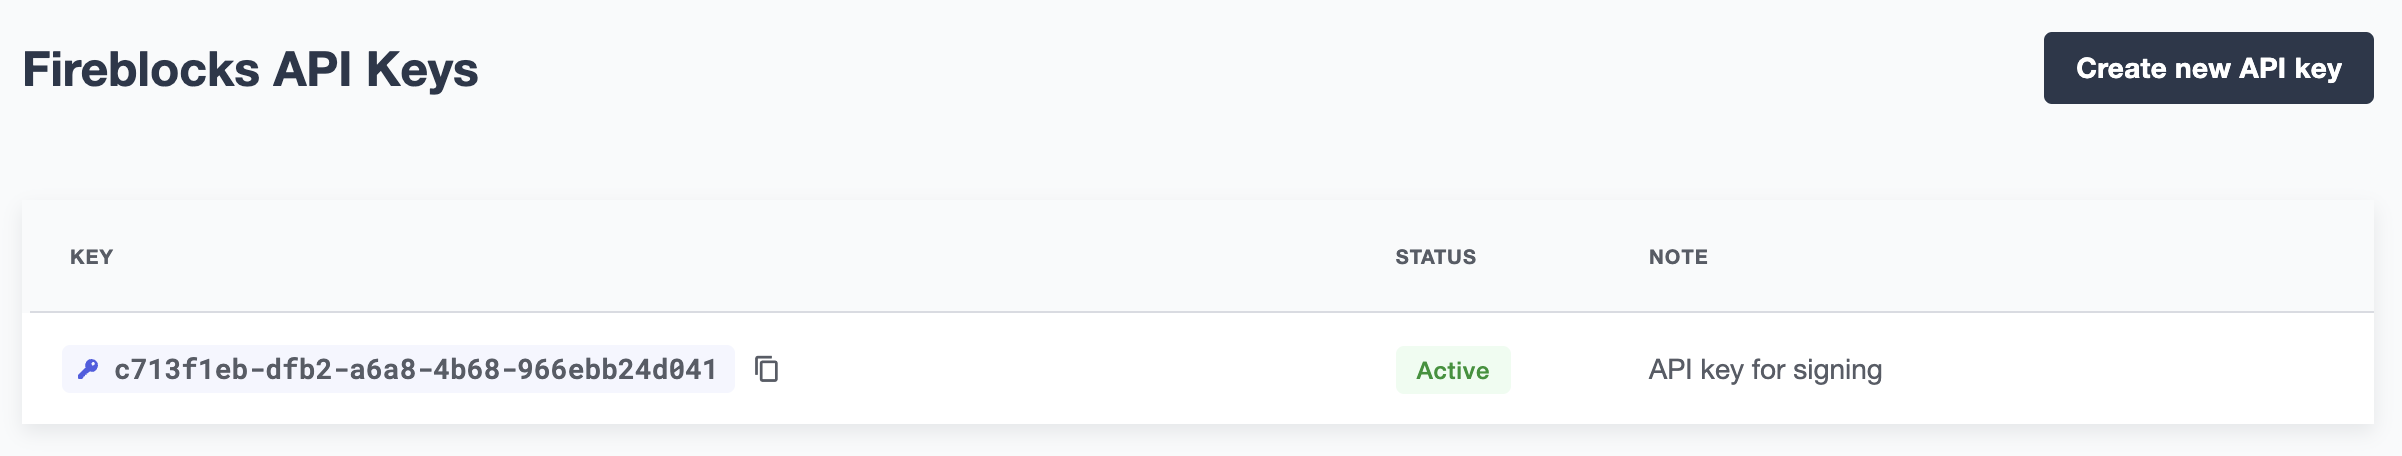 Fireblocks API Keys
Create new API key
KEY STATUS NOTE
c713f1eb-dfb2-a6a8-4b68-966ebb24d041 Active API key for signing